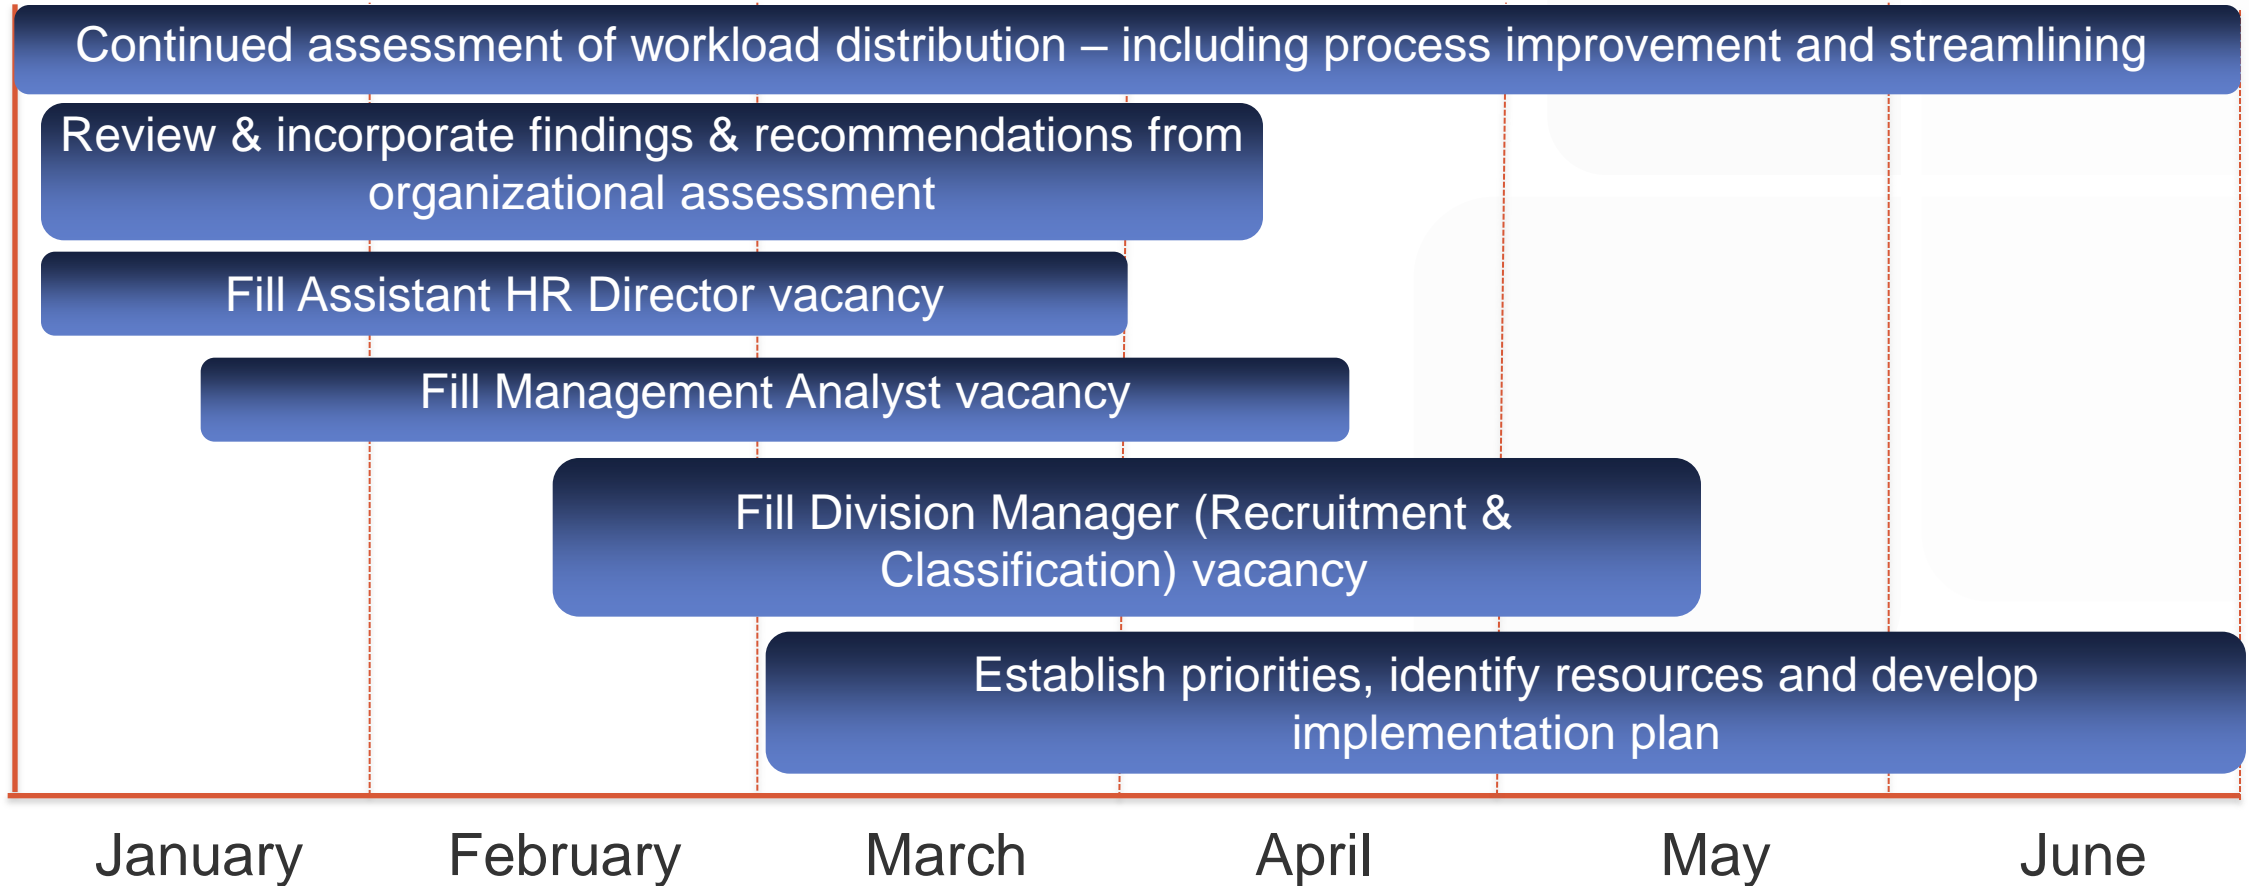 Continued assessment of workload distribution – including process improvement and streamlining
Review & incorporate findings & recommendations from
organizational assessment
Fill Assistant HR Director vacancy
Fill Management Analyst vacancy
Fill Division Manager (Recruitment &
Classification) vacancy
Establish priorities, identify resources and develop
implementation plan
January February March April May June